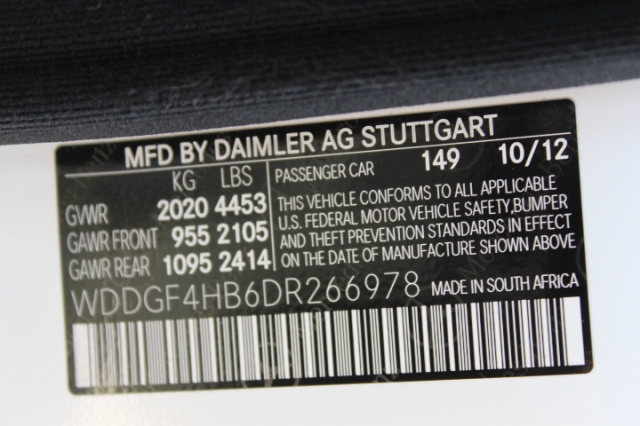 MFD BY DAIMLER AG STUTTGART
KG LBS
GVWR 2020 4453
GAWR FRONT 955 2105
GAWR REAR 1095 2414
PASSENGER CAR 149 10/12
THIS VEHICLE CONFORMS TO ALL APPLICABLE
U.S. FEDERAL MOTOR VEHICLE SAFETY,BUMPER
AND THEFT PREVENTION STANDARDS IN EFFECT
ON THE DATE OF MANUFACTURE SHOWN ABOVE
WDDGF4HB6DR266978
MADE IN SOUTH AFRICA